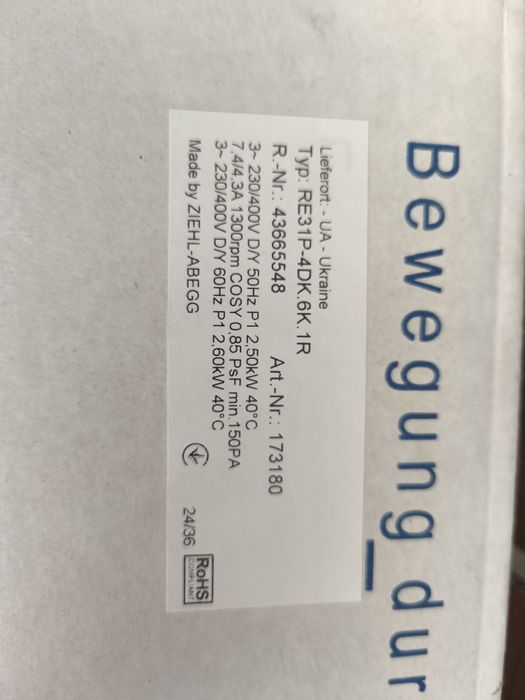 Bewegung_dur
Lieferort: - UA - Ukraine
Typ: RE31P-4DK.6K.1R
R.-Nr.: 43665548 Art.-Nr.: 173180
3~ 230/400V D/Y 50Hz P1 2,50kW 40°C
7,4/4,3A 1300rpm COSY 0,85 PsF min.150PA
3~ 230/400V D/Y 60Hz P1 2,60kW 40°C
Made by ZIEHL-ABEGG 24/36 RoHS
COMPLIANT